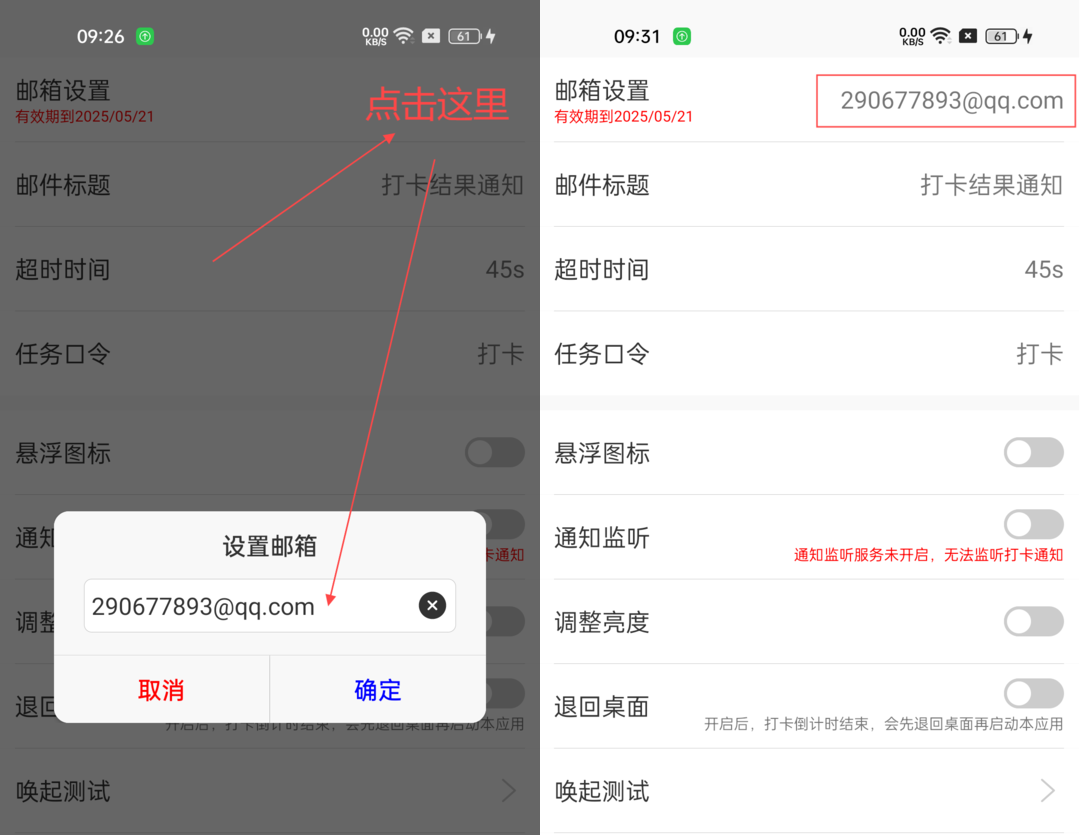 09:26
0.00
KB/S
61
邮箱设置
有效期到2025/05/21
点击这里
邮件标题
打卡结果通知
超时时间
45s
任务口令
打卡
悬浮图标
通知
卡通知
设置邮箱
290677893@qq.com
调整
取消
确定
退回
开启后，打卡倒计时结束，会先退回桌面再启动本应用
唤起测试
09:31
0.00
KB/S
61
邮箱设置
有效期到2025/05/21
290677893@qq.com
邮件标题
打卡结果通知
超时时间
45s
任务口令
打卡
悬浮图标
通知监听
通知监听服务未开启，无法监听打卡通知
调整亮度
退回桌面
开启后，打卡倒计时结束，会先退回桌面再启动本应用
唤起测试